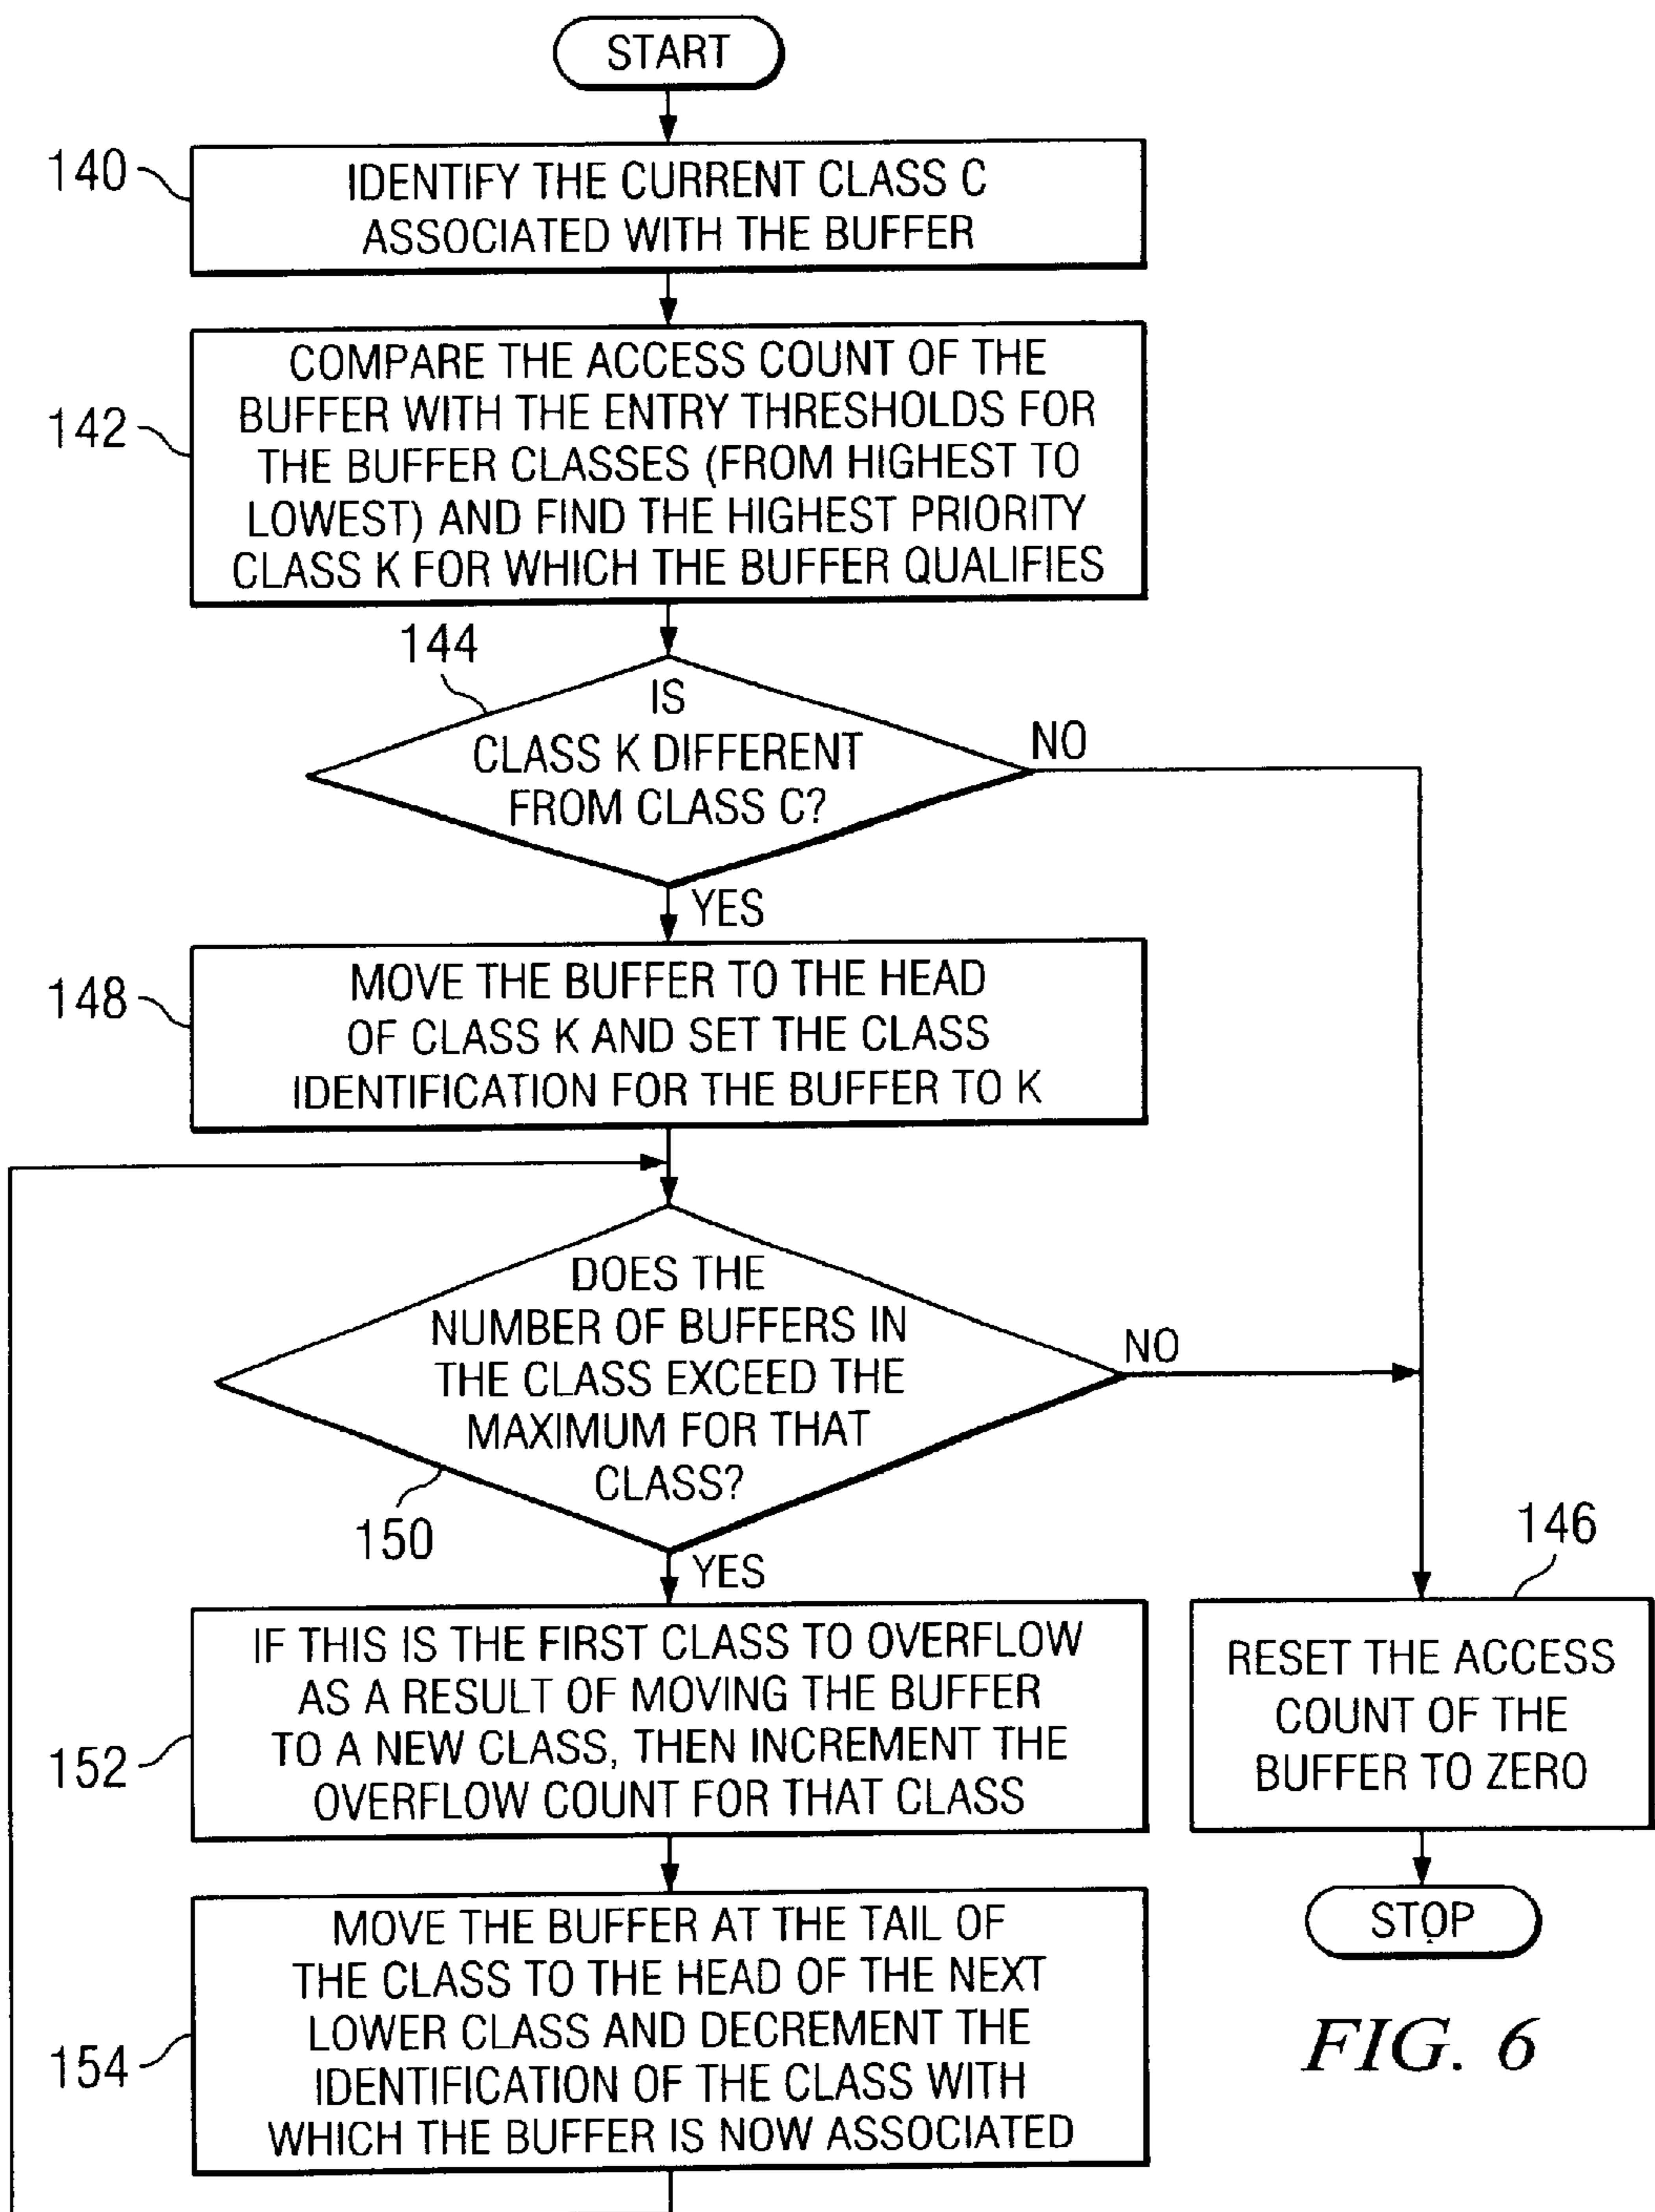 START
140
IDENTIFY THE CURRENT CLASS C
ASSOCIATED WITH THE BUFFER
142
COMPARE THE ACCESS COUNT OF THE
BUFFER WITH THE ENTRY THRESHOLDS FOR
THE BUFFER CLASSES (FROM HIGHEST TO
LOWEST) AND FIND THE HIGHEST PRIORITY
CLASS K FOR WHICH THE BUFFER QUALIFIES
144
IS
CLASS K DIFFERENT
FROM CLASS C?
NO
YES
148
MOVE THE BUFFER TO THE HEAD
OF CLASS K AND SET THE CLASS
IDENTIFICATION FOR THE BUFFER TO K
DOES THE
NUMBER OF BUFFERS IN
THE CLASS EXCEED THE
MAXIMUM FOR THAT
CLASS?
NO
150
YES
152
IF THIS IS THE FIRST CLASS TO OVERFLOW
AS A RESULT OF MOVING THE BUFFER
TO A NEW CLASS, THEN INCREMENT THE
OVERFLOW COUNT FOR THAT CLASS
146
RESET THE ACCESS
COUNT OF THE
BUFFER TO ZERO
STOP
154
MOVE THE BUFFER AT THE TAIL OF
THE CLASS TO THE HEAD OF THE NEXT
LOWER CLASS AND DECREMENT THE
IDENTIFICATION OF THE CLASS WITH
WHICH THE BUFFER IS NOW ASSOCIATED
FIG. 6